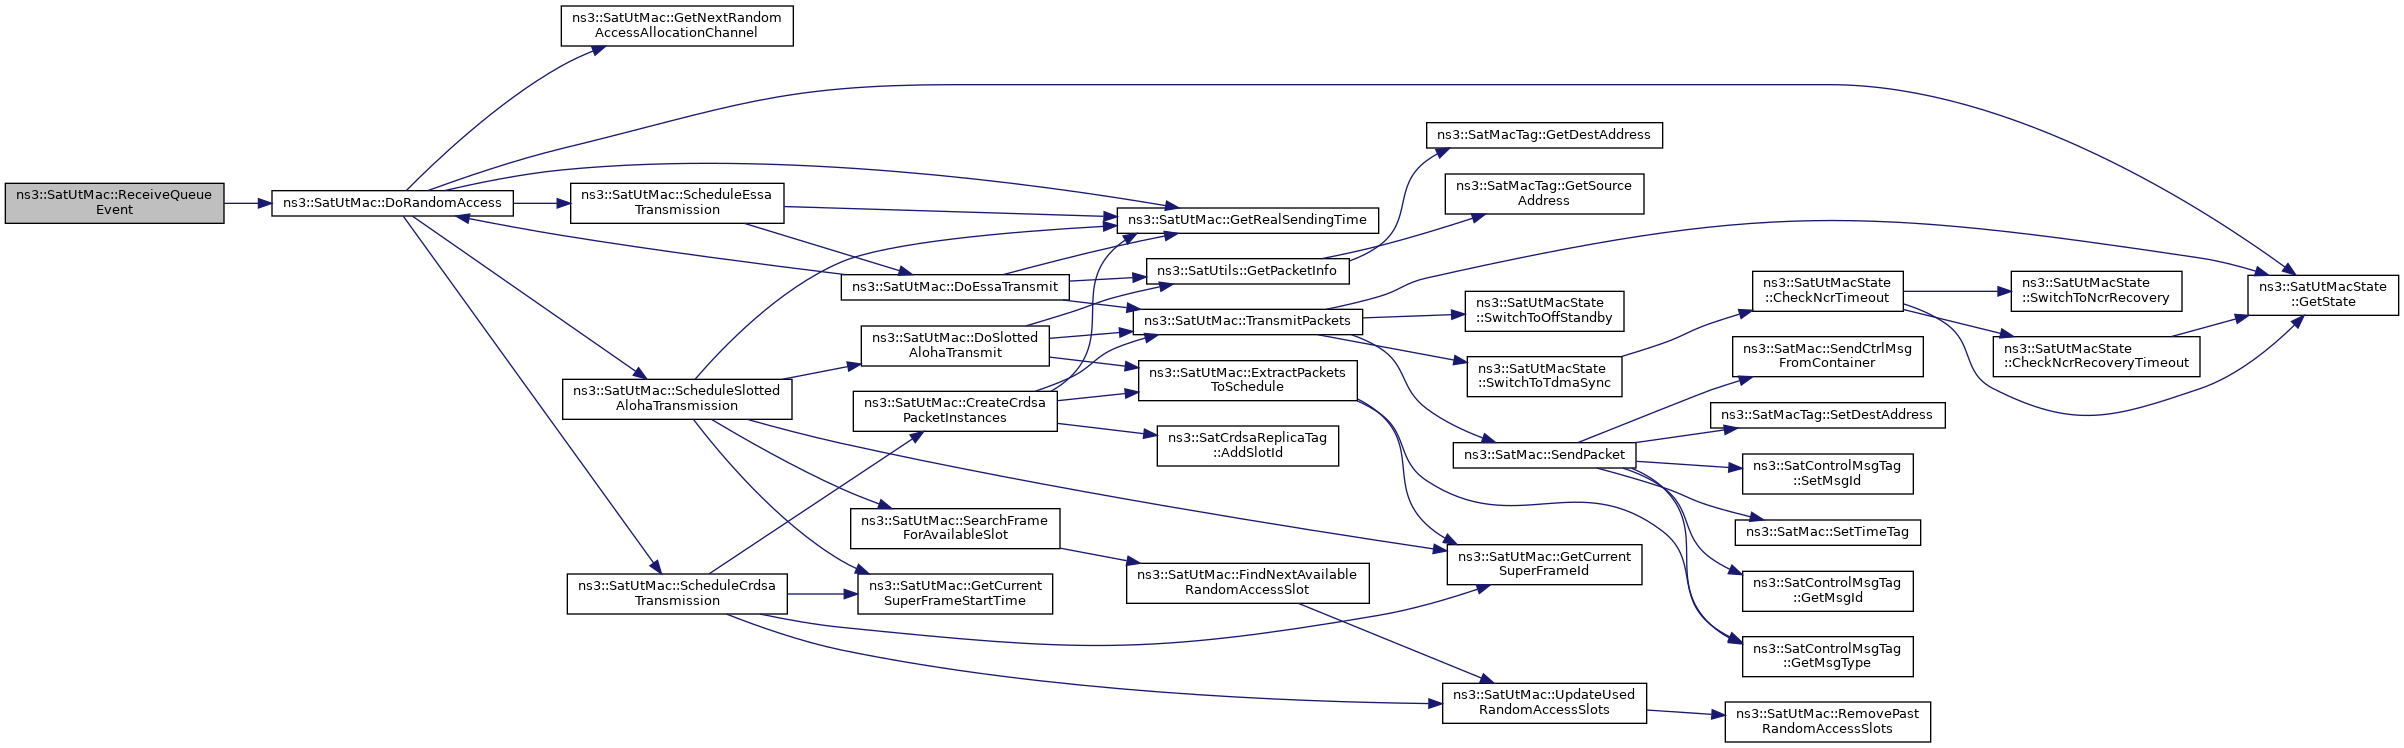 ns3::SatUtMac::ReceiveQueue
Event
ns3::SatUtMac::DoRandomAccess
ns3::SatUtMac::GetNextRandom
AccessAllocationChannel
ns3::SatUtMac::ScheduleEssa
Transmission
ns3::SatUtMac::ScheduleSlotted
AlohaTransmission
ns3::SatUtMac::ScheduleCrdsa
Transmission
ns3::SatUtMac::DoEssaTransmit
ns3::SatUtMac::DoSlotted
AlohaTransmit
ns3::SatUtMac::CreateCrdsa
PacketInstances
ns3::SatUtMac::SearchFrame
ForAvailableSlot
ns3::SatUtMac::GetCurrent
SuperFrameStartTime
ns3::SatUtMac::GetRealSendingTime
ns3::SatUtils::GetPacketInfo
ns3::SatUtMac::TransmitPackets
ns3::SatUtMac::ExtractPackets
ToSchedule
ns3::SatCrdsaReplicaTag
::AddSlotId
ns3::SatUtMac::FindNextAvailable
RandomAccessSlot
ns3::SatMacTag::GetDestAddress
ns3::SatMacTag::GetSource
Address
ns3::SatUtMacState
::SwitchToOffStandby
ns3::SatUtMacState
::SwitchToTdmaSync
ns3::SatMac::SendPacket
ns3::SatUtMac::GetCurrent
SuperFrameId
ns3::SatUtMac::UpdateUsed
RandomAccessSlots
ns3::SatUtMacState
::CheckNcrTimeout
ns3::SatMac::SendCtrlMsg
FromContainer
ns3::SatMacTag::SetDestAddress
ns3::SatControlMsgTag
::SetMsgId
ns3::SatMac::SetTimeTag
ns3::SatControlMsgTag
::GetMsgId
ns3::SatControlMsgTag
::GetMsgType
ns3::SatUtMac::RemovePast
RandomAccessSlots
ns3::SatUtMacState
::SwitchToNcrRecovery
ns3::SatUtMacState
::CheckNcrRecoveryTimeout
ns3::SatUtMacState
::GetState